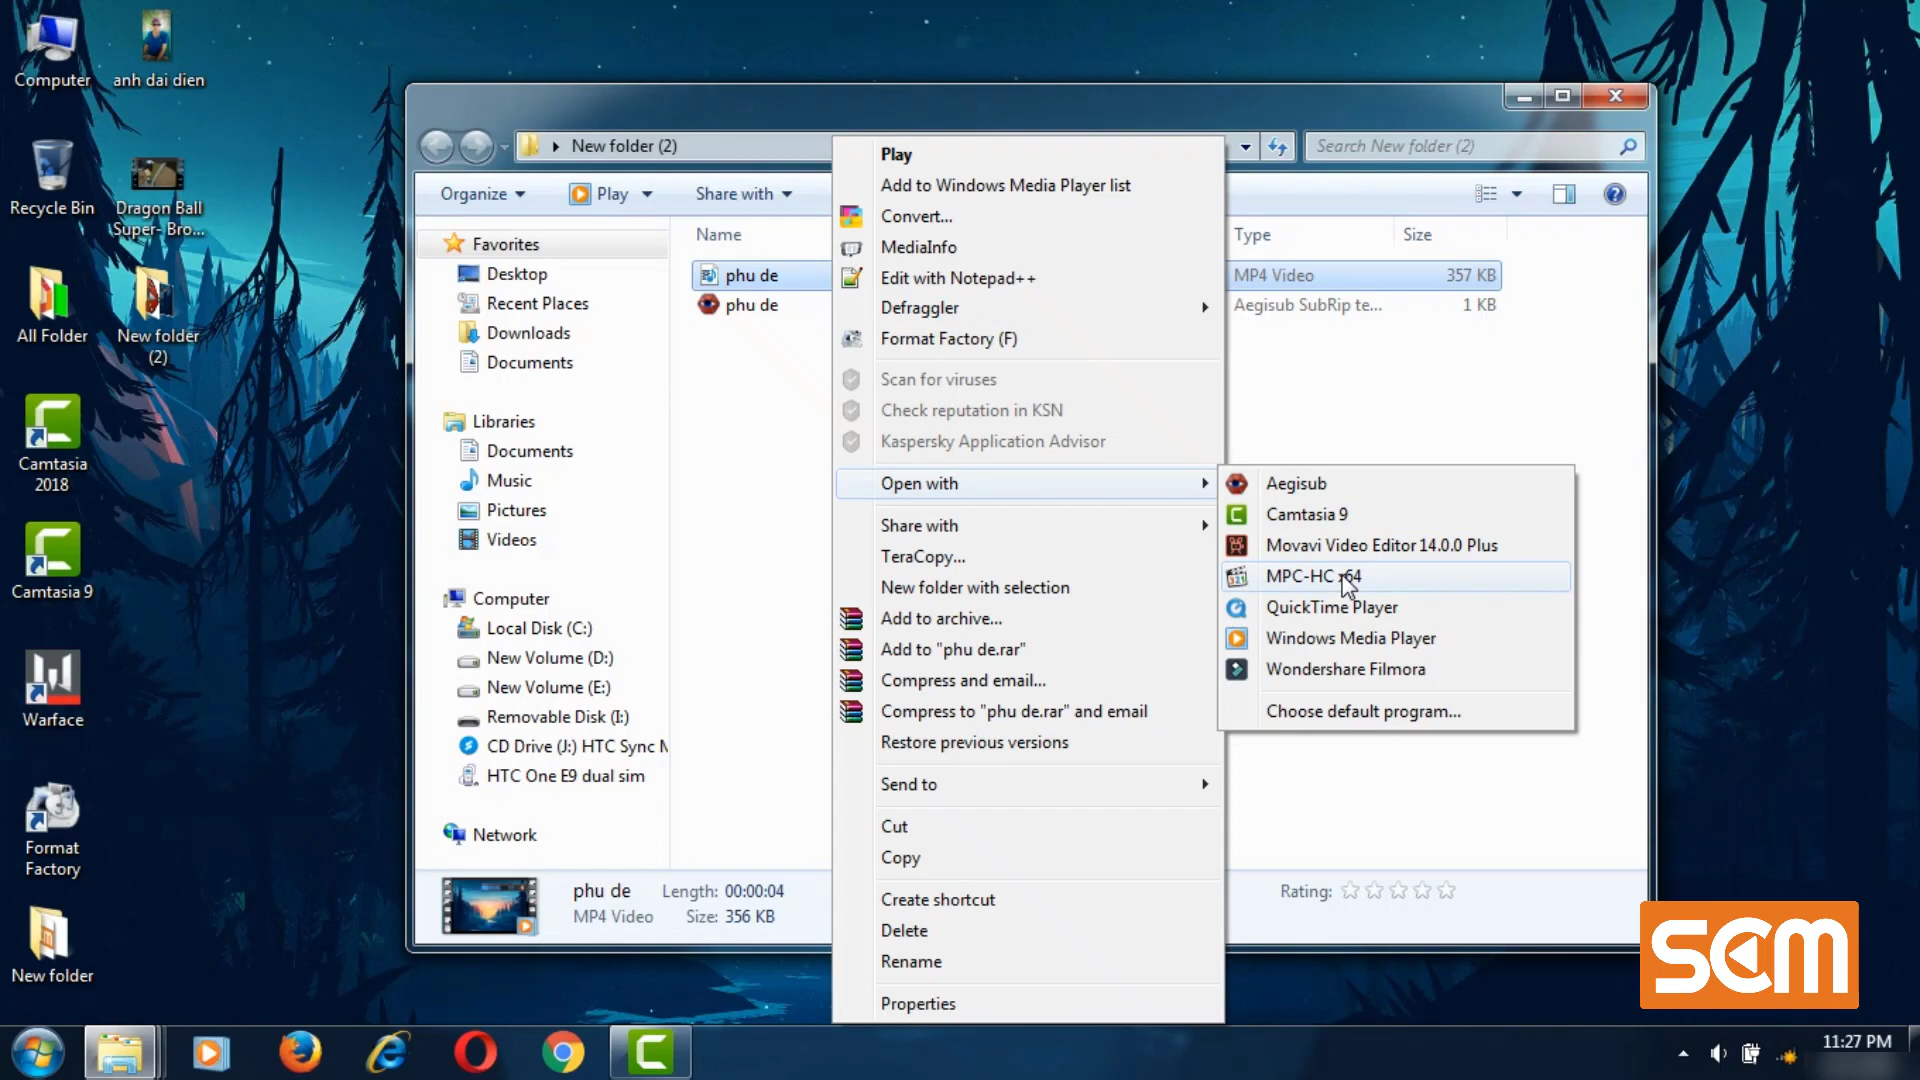 Computer
anh dai dien
Recycle Bin
Dragon Ball
Super- Bro...
All Folder
New folder
(2)
Camtasia
2018
Camtasia 9
Warface
Format
Factory
New folder
New folder (2)
Search New folder (2)
Organize
Play
Share with
Favorites
Desktop
Recent Places
Downloads
Documents
Libraries
Documents
Music
Pictures
Videos
Computer
Local Disk (C:)
New Volume (D:)
New Volume (E:)
Removable Disk (I:)
CD Drive (J:) HTC Sync M
HTC One E9 dual sim
Network
Name
Type
Size
phu de
MP4 Video
357 KB
phu de
Aegisub SubRip te...
1 KB
Play
Add to Windows Media Player list
Convert...
MediaInfo
Edit with Notepad++
Defraggler
Format Factory (F)
Scan for viruses
Check reputation in KSN
Kaspersky Application Advisor
Open with
Share with
TeraCopy...
New folder with selection
Add to archive...
Add to "phu de.rar"
Compress and email...
Compress to "phu de.rar" and email
Restore previous versions
Send to
Cut
Copy
Create shortcut
Delete
Rename
Properties
Aegisub
Camtasia 9
Movavi Video Editor 14.0.0 Plus
MPC-HC x64
QuickTime Player
Windows Media Player
Wondershare Filmora
Choose default program...
phu de
Length: 00:00:04
MP4 Video
Size: 356 KB
Rating:
SCM
11:27 PM